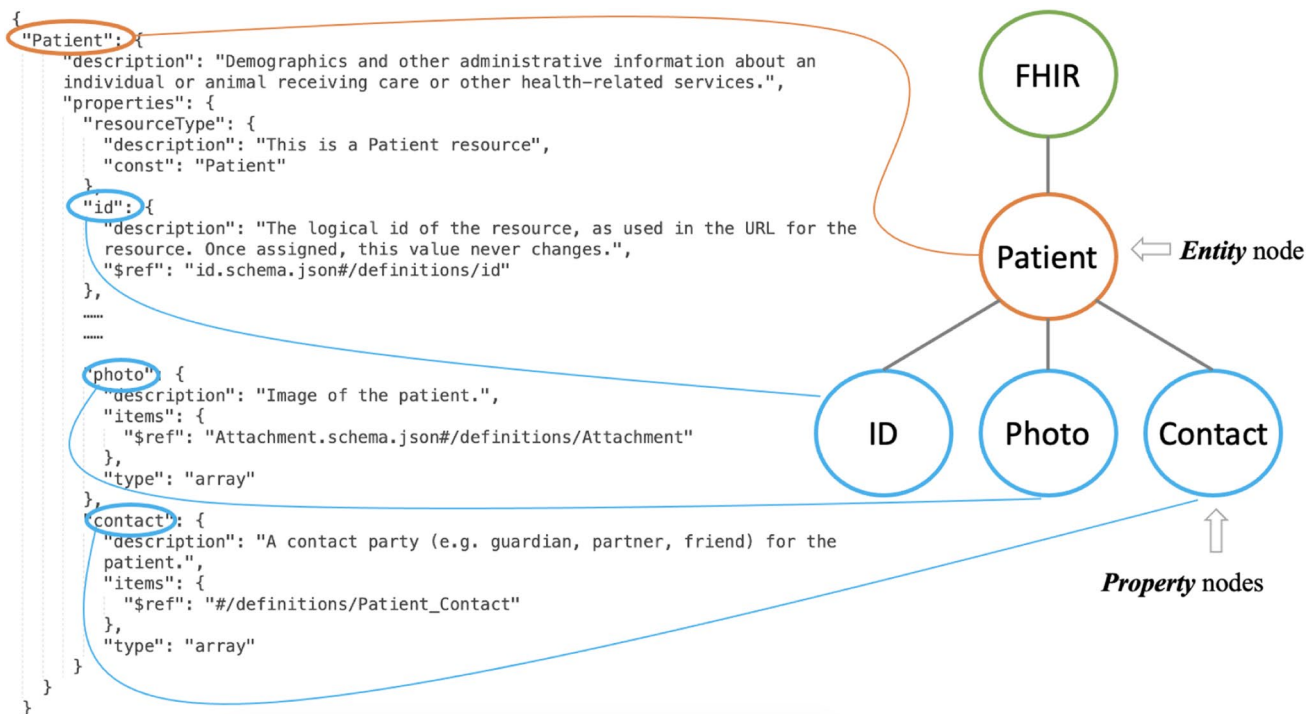 {
"Patient": {
"description": "Demographics and other administrative information about an
individual or animal receiving care or other health-related services.",
"properties": {
"resourceType": {
"description": "This is a Patient resource",
"const": "Patient"
},
"id": {
"description": "The logical id of the resource, as used in the URL for the
resource. Once assigned, this value never changes.",
"$ref": "id.schema.json#/definitions/id"
},
……
……
"photo": {
"description": "Image of the patient.",
"items": {
"$ref": "Attachment.schema.json#/definitions/Attachment"
},
"type": "array"
},
"contact": {
"description": "A contact party (e.g. guardian, partner, friend) for the
patient.",
"items": {
"$ref": "#/definitions/Patient_Contact"
},
"type": "array"
}
}
}
FHIR
Patient
Entity node
ID
Photo
Contact
Property nodes